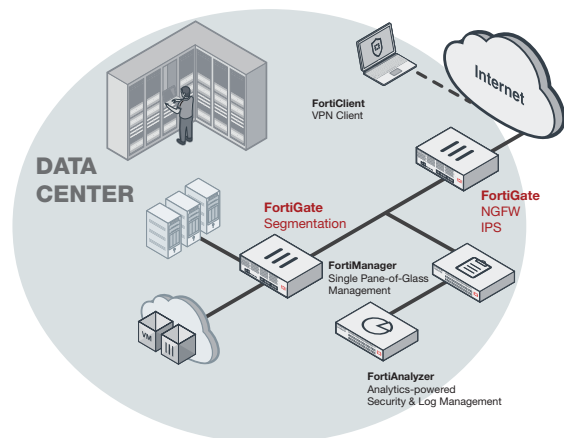 Internet
FortiClient
VPN Client
DATA
CENTER
FortiGate
NGFW
IPS
FortiGate
Segmentation
FortiManager
Single Pane-of-Glass
Management
VM
FortiAnalyzer
Analytics-powered
Security & Log Management